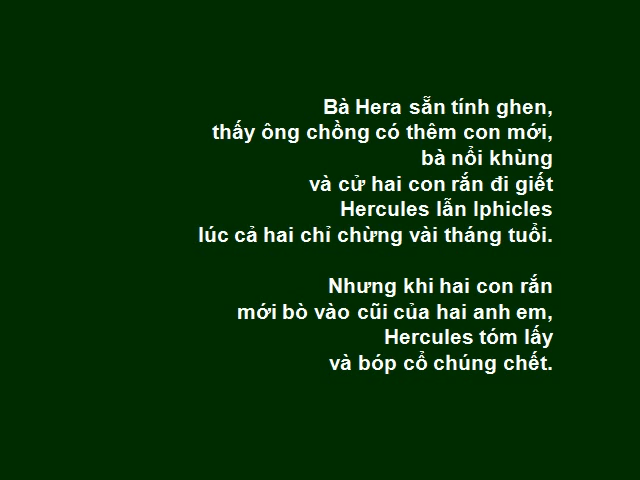 Bà Hera sẵn tính ghen,
thấy ông chồng có thêm con mới,
bà nổi khùng
và cử hai con rắn đi giết
Hercules lẫn Iphicles
lúc cả hai chỉ chừng vài tháng tuổi.
Nhưng khi hai con rắn
mới bò vào cũi của hai anh em,
Hercules tóm lấy
và bóp cổ chúng chết.